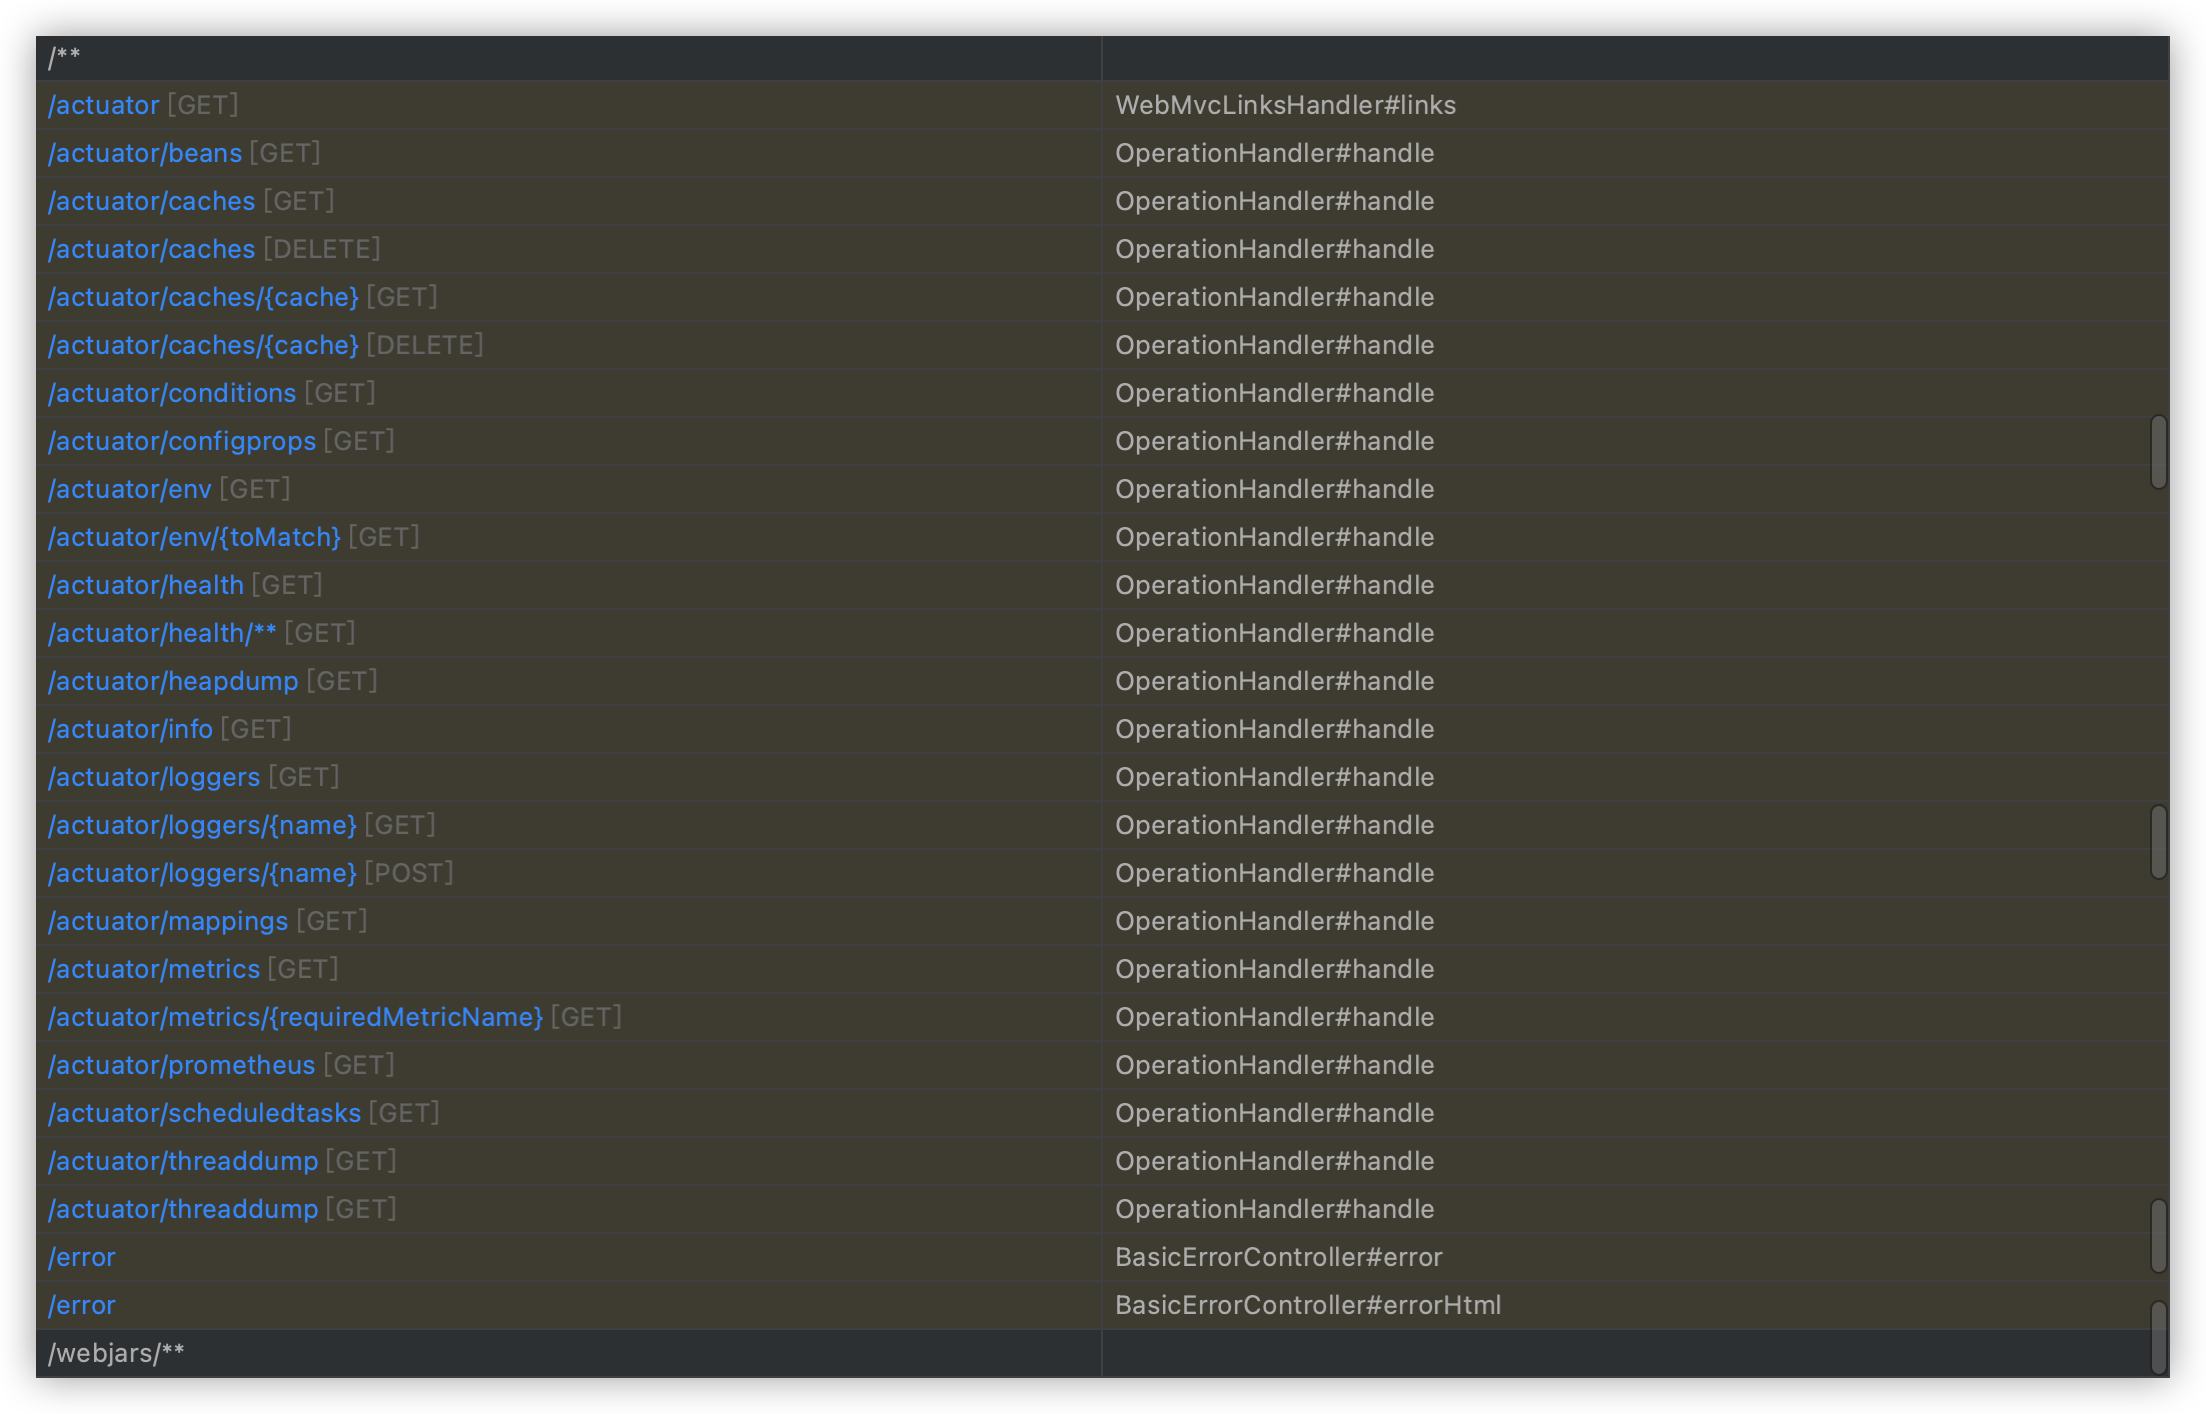 /**
/actuator [GET] WebMvcLinksHandler#links
/actuator/beans [GET] OperationHandler#handle
/actuator/caches [GET] OperationHandler#handle
/actuator/caches [DELETE] OperationHandler#handle
/actuator/caches/{cache} [GET] OperationHandler#handle
/actuator/caches/{cache} [DELETE] OperationHandler#handle
/actuator/conditions [GET] OperationHandler#handle
/actuator/configprops [GET] OperationHandler#handle
/actuator/env [GET] OperationHandler#handle
/actuator/env/{toMatch} [GET] OperationHandler#handle
/actuator/health [GET] OperationHandler#handle
/actuator/health/** [GET] OperationHandler#handle
/actuator/heapdump [GET] OperationHandler#handle
/actuator/info [GET] OperationHandler#handle
/actuator/loggers [GET] OperationHandler#handle
/actuator/loggers/{name} [GET] OperationHandler#handle
/actuator/loggers/{name} [POST] OperationHandler#handle
/actuator/mappings [GET] OperationHandler#handle
/actuator/metrics [GET] OperationHandler#handle
/actuator/metrics/{requiredMetricName} [GET] OperationHandler#handle
/actuator/prometheus [GET] OperationHandler#handle
/actuator/scheduledtasks [GET] OperationHandler#handle
/actuator/threaddump [GET] OperationHandler#handle
/actuator/threaddump [GET] OperationHandler#handle
/error BasicErrorController#error
/error BasicErrorController#errorHtml
/webjars/**